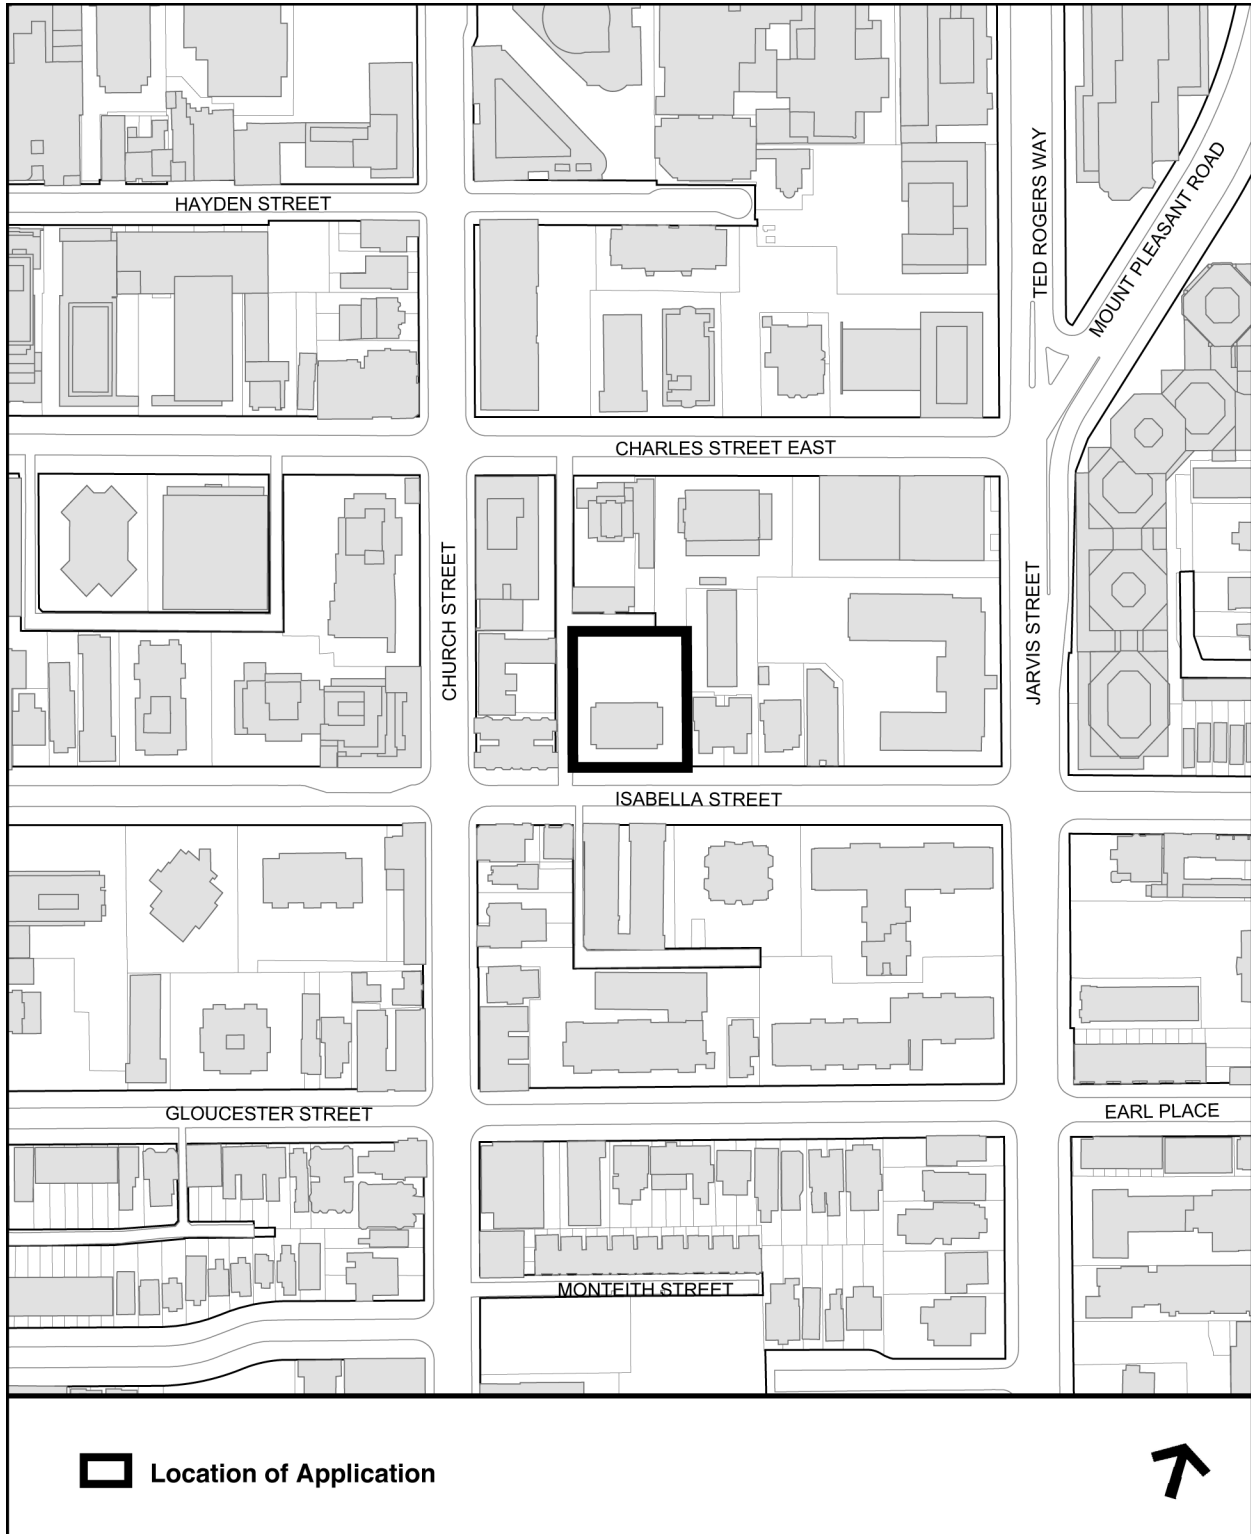 HAYDEN STREET
TED ROGERS WAY
MOUNT PLEASANT ROAD
CHARLES STREET EAST
CHURCH STREET
JARVIS STREET
ISABELLA STREET
GLOUCESTER STREET
EARL PLACE
MONTEITH STREET
Location of Application